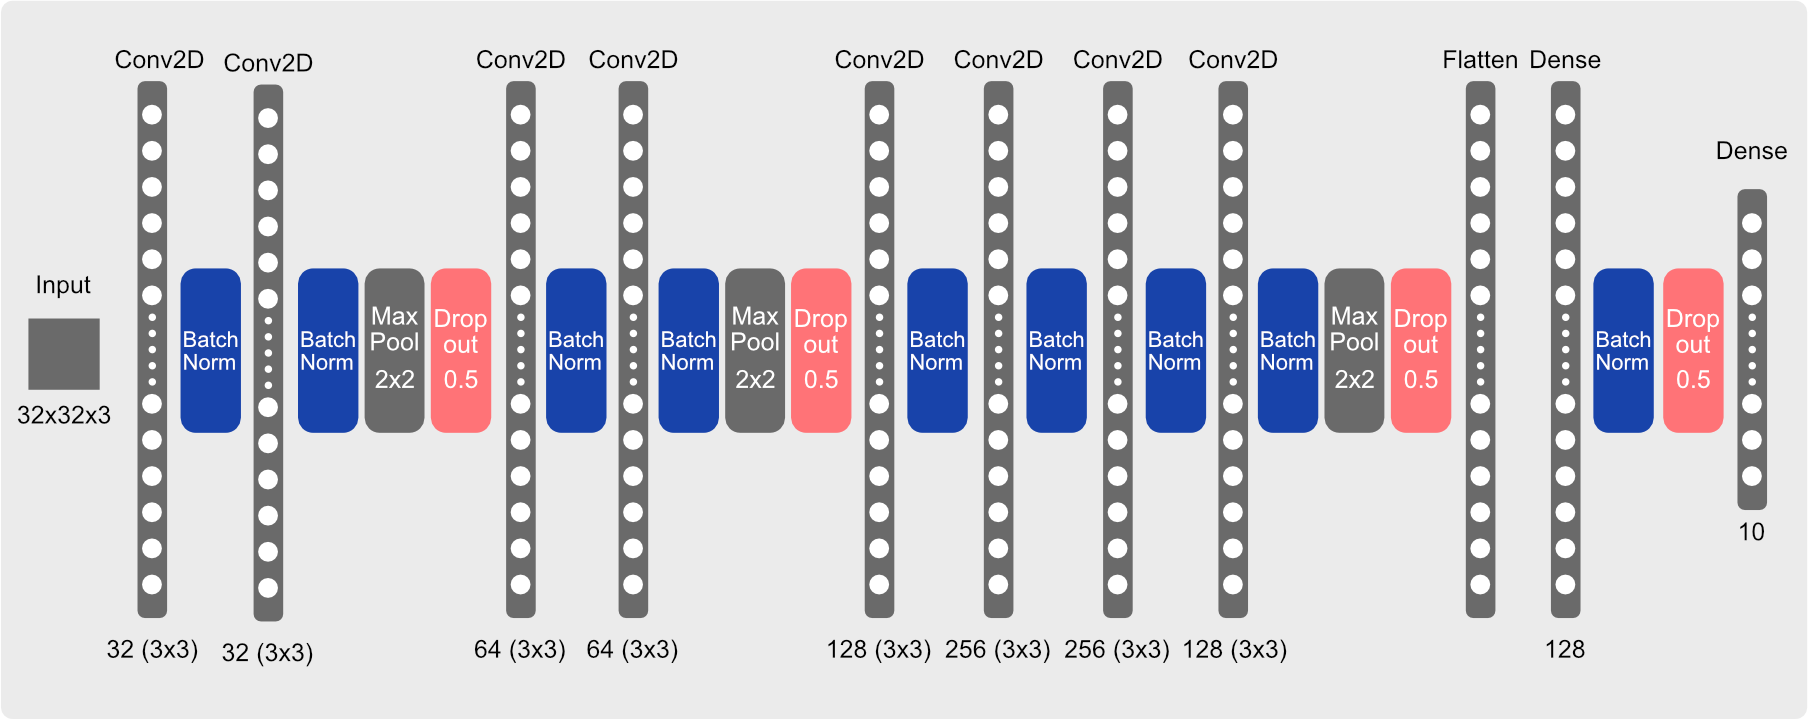 Conv2D
Conv2D
Conv2D
Conv2D
Conv2D
Conv2D
Conv2D
Conv2D
Flatten
Dense
Dense
Input
32x32x3
Batch
Norm
Batch
Norm
Max
Pool
2x2
Drop
out
0.5
Batch
Norm
Batch
Norm
Max
Pool
2x2
Drop
out
0.5
Batch
Norm
Batch
Norm
Batch
Norm
Batch
Norm
Max
Pool
2x2
Drop
out
0.5
Batch
Norm
Drop
out
0.5
10
32 (3x3)
32 (3x3)
64 (3x3)
64 (3x3)
128 (3x3)
256 (3x3)
256 (3x3)
128 (3x3)
128